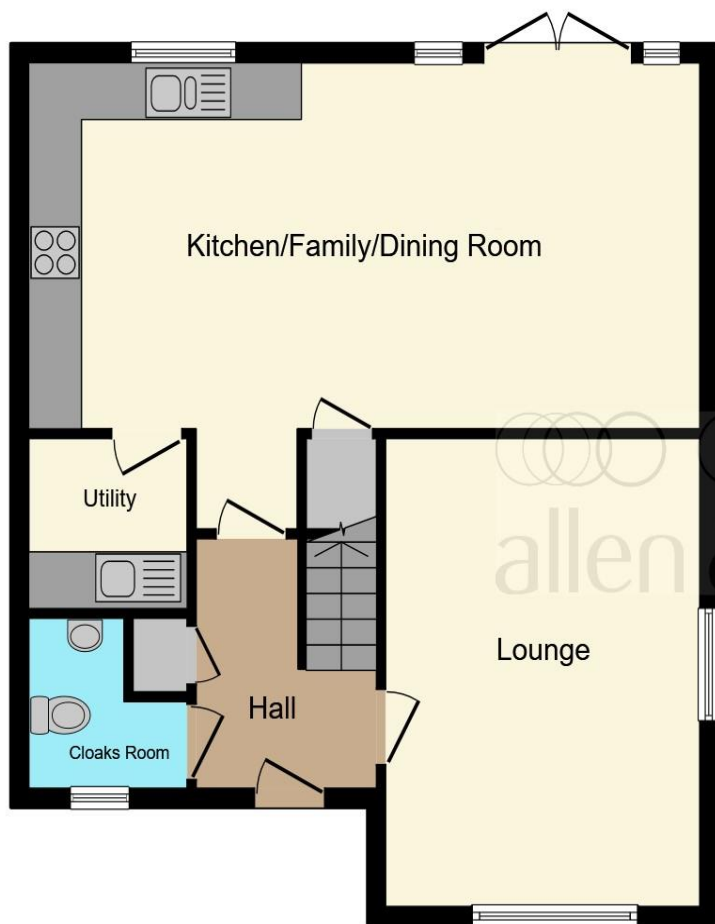 Kitchen/Family/Dining Room
Utility
allen
Lounge
Hall
Cloaks Room